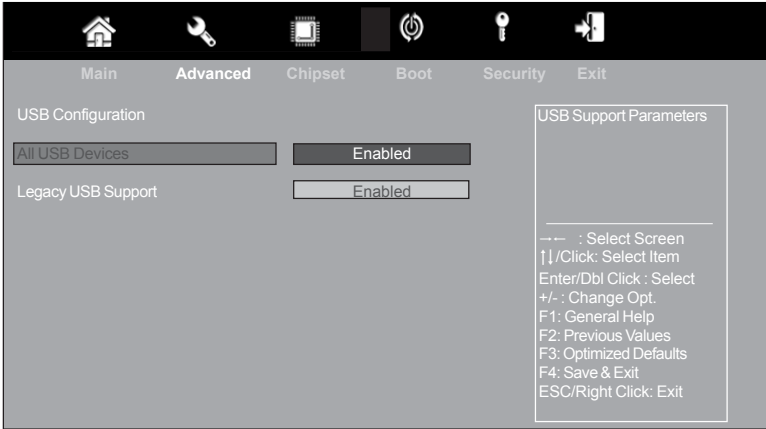 Main Advanced Chipset Boot Security Exit
USB Configuration
All USB Devices Enabled
Legacy USB Support Enabled
USB Support Parameters
→← : Select Screen
↑↓/Click: Select Item
Enter/Dbl Click : Select
+/- : Change Opt.
F1: General Help
F2: Previous Values
F3: Optimized Defaults
F4: Save & Exit
ESC/Right Click: Exit